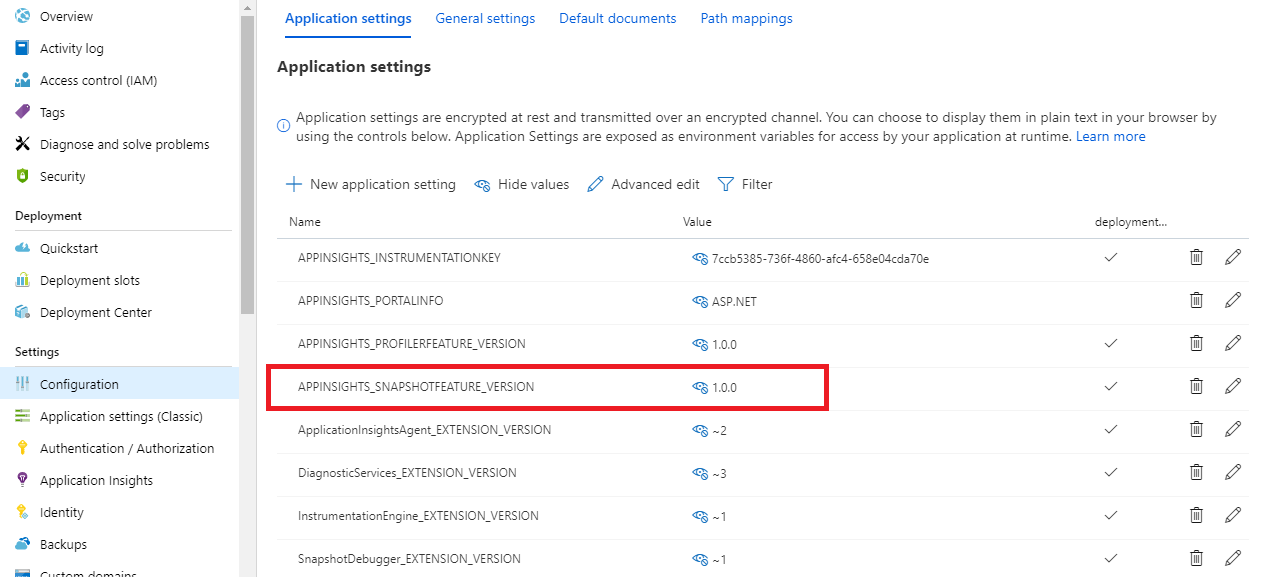 Overview
Activity log
Access control (IAM)
Tags
Diagnose and solve problems
Security
Deployment
Quickstart
Deployment slots
Deployment Center
Settings
Configuration
Application settings (Classic)
Authentication / Authorization
Application Insights
Identity
Backups
Custom domains
Application settings General settings Default documents Path mappings
Application settings
Application settings are encrypted at rest and transmitted over an encrypted channel. You can choose to display them in plain text in your browser by
using the controls below. Application Settings are exposed as environment variables for access by your application at runtime. Learn more
New application setting Hide values Advanced edit Filter
Name Value deployment...
APPINSIGHTS_INSTRUMENTATIONKEY 7ccb5385-736f-4860-afc4-658e04cda70e
APPINSIGHTS_PORTALINFO ASP.NET
APPINSIGHTS_PROFILERFEATURE_VERSION 1.0.0
APPINSIGHTS_SNAPSHOTFEATURE_VERSION 1.0.0
ApplicationInsightsAgent_EXTENSION_VERSION ~2
DiagnosticServices_EXTENSION_VERSION ~3
InstrumentationEngine_EXTENSION_VERSION ~1
SnapshotDebugger_EXTENSION_VERSION ~1